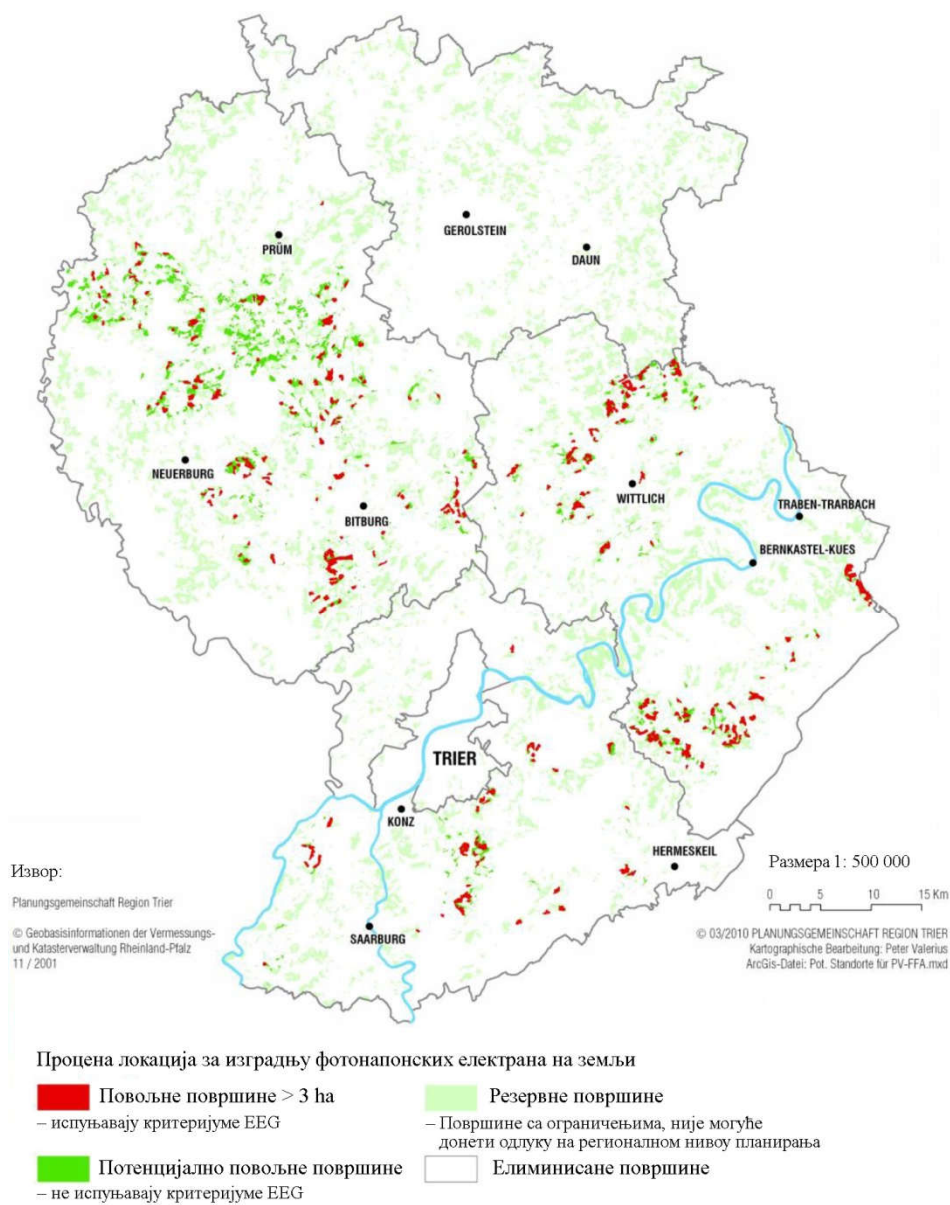 PRÜM
GEROLSTEIN
DAUN
NEUERBURG
BITBURG
WITTLICH
TRABEN-TRARBACH
BERNKASTEL-KUES
TRIER
KONZ
HERMESKEIL
SAARBURG
Извор:
Planungsgemeinschaft Region Trier
© Geobasisinformationen der Vermessungs-
und Katasterverwaltung Rheinland-Pfalz
11 / 2001
Размера 1: 500 000
0 5 10 15 Km
© 03/2010 PLANUNGSGEMEINSCHAFT REGION TRIER
Kartographische Bearbeitung: Peter Valerius
ArcGis-Datei: Pot. Standorte für PV-FFA.mxd
Процена локација за изградњу фотонапонских електрана на земљи
Повољне површине > 3 ha
– испуњавају критеријуме EEG
Потенцијално повољне површине
– не испуњавају критеријуме EEG
Резервне површине
– Површине са ограничењима, није могуће
донети одлуку на регионалном нивоу планирања
Елиминисане површине